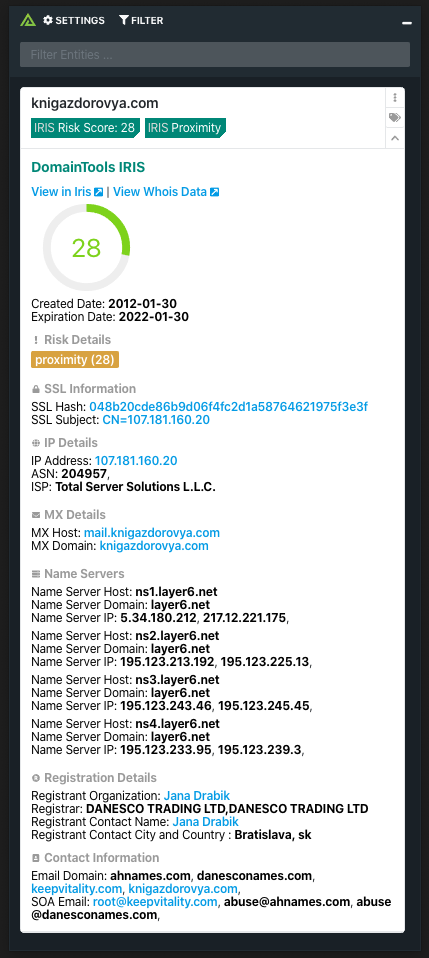 SETTINGS FILTER
Filter Entities ...
knigazdorovya.com
IRIS Risk Score: 28 IRIS Proximity
DomainTools IRIS
View in Iris | View Whois Data
28
Created Date: 2012-01-30
Expiration Date: 2022-01-30
Risk Details
proximity (28)
SSL Information
SSL Hash: 048b20cde86b9d06f4fc2d1a58764621975f3e3f
SSL Subject: CN=107.181.160.20
IP Details
IP Address: 107.181.160.20
ASN: 204957,
ISP: Total Server Solutions L.L.C.
MX Details
MX Host: mail.knigazdorovya.com
MX Domain: knigazdorovya.com
Name Servers
Name Server Host: ns1.layer6.net
Name Server Domain: layer6.net
Name Server IP: 5.34.180.212, 217.12.221.175,
Name Server Host: ns2.layer6.net
Name Server Domain: layer6.net
Name Server IP: 195.123.213.192, 195.123.225.13,
Name Server Host: ns3.layer6.net
Name Server Domain: layer6.net
Name Server IP: 195.123.243.46, 195.123.245.45,
Name Server Host: ns4.layer6.net
Name Server Domain: layer6.net
Name Server IP: 195.123.233.95, 195.123.239.3,
Registration Details
Registrant Organization: Jana Drabik
Registrar: DANESCO TRADING LTD,DANESCO TRADING LTD
Registrant Contact Name: Jana Drabik
Registrant Contact City and Country : Bratislava, sk
Contact Information
Email Domain: ahnames.com, danesconames.com,
keepvitality.com, knigazdorovya.com,
SOA Email: root@keepvitality.com, abuse@ahnames.com, abuse
@danesconames.com,